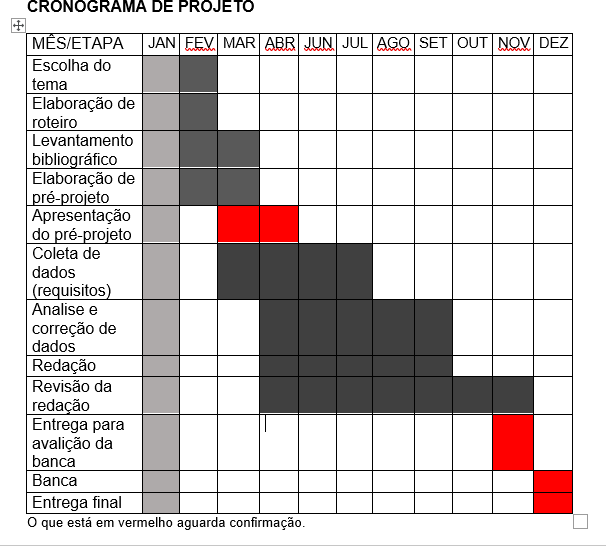 CRONOGRAMA DE PROJETO
MÊS/ETAPA JAN FEV MAR ABR JUN JUL AGO SET OUT NOV DEZ
Escolha do
tema
Elaboração de
roteiro
Levantamento
bibliográfico
Elaboração de
pré-projeto
Apresentação
do pré-projeto
Coleta de
dados
(requisitos)
Analise e
correção de
dados
Redação
Revisão da
redação
Entrega para
avalição da
banca
Banca
Entrega final
O que está em vermelho aguarda confirmação.